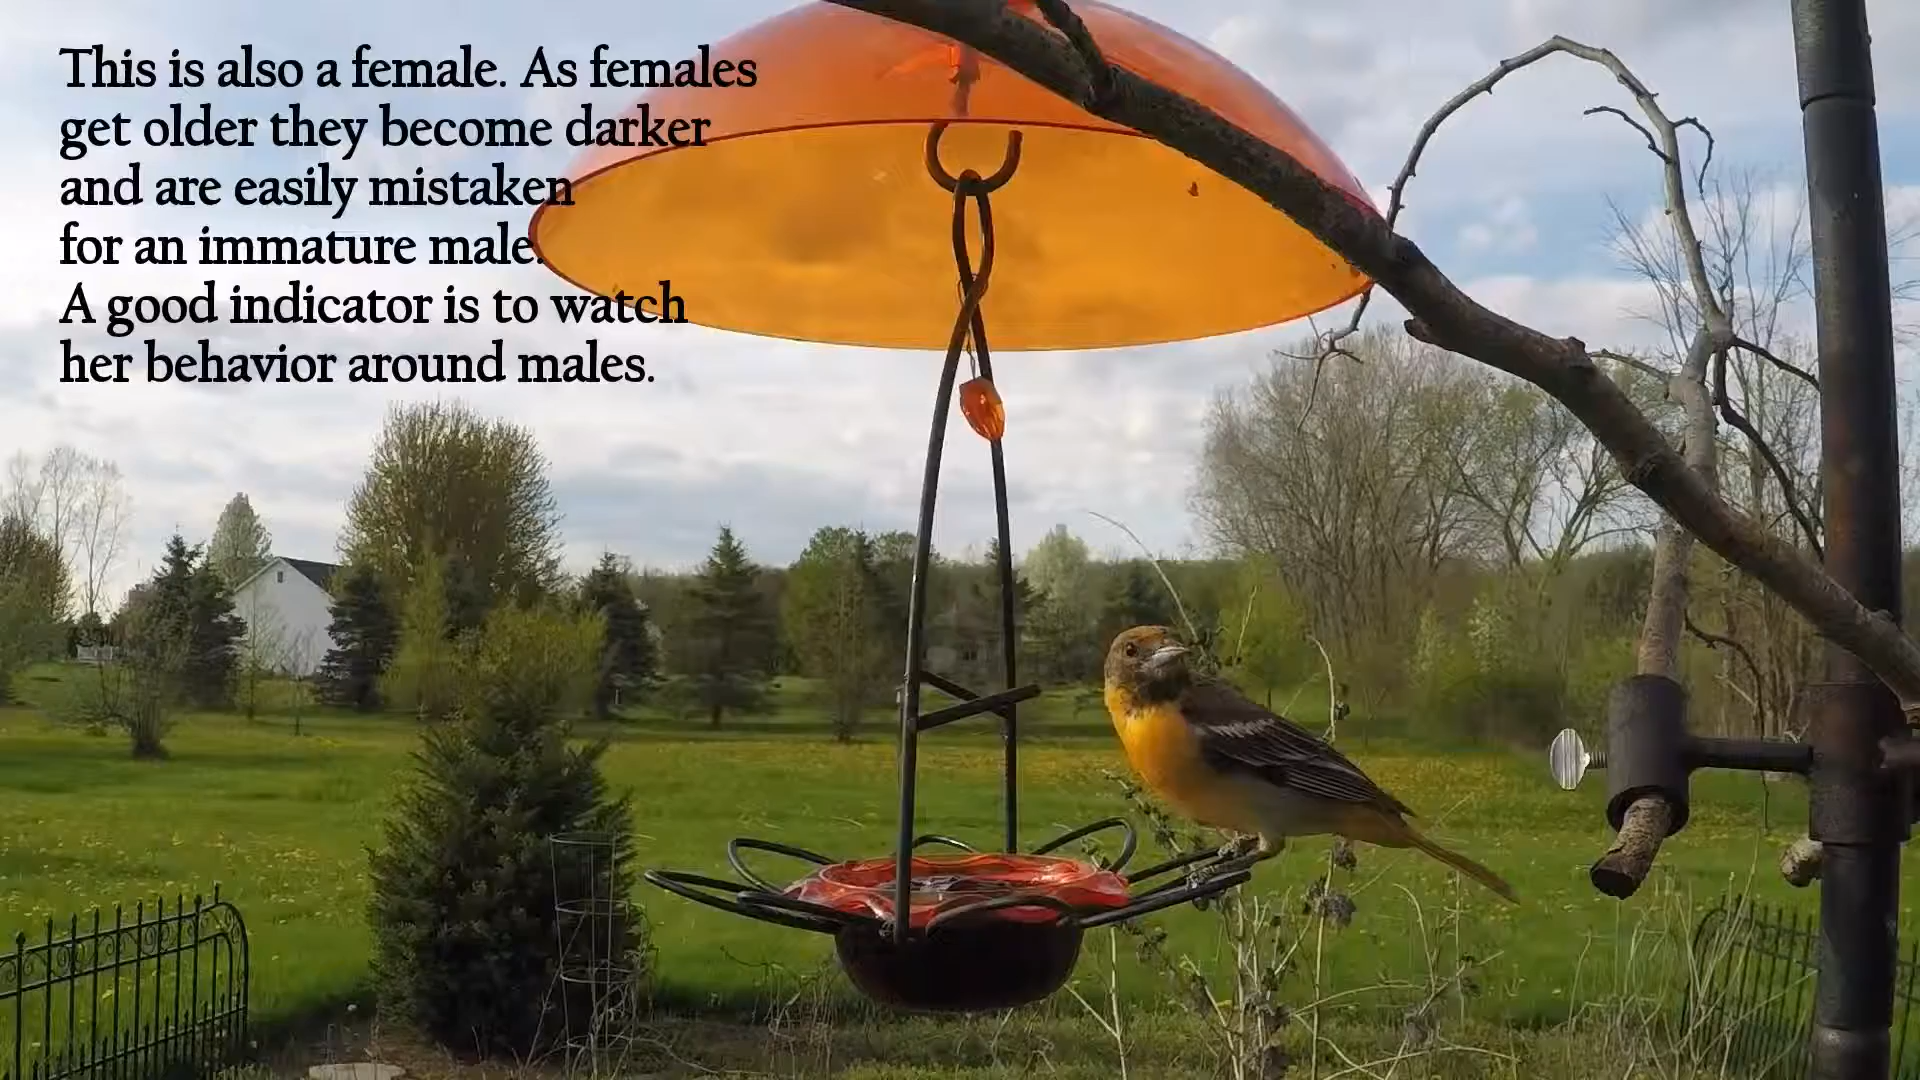 This is also a female. As females
get older they become darker
and are easily mistaken
for an immature male.
A good indicator is to watch
her behavior around males.